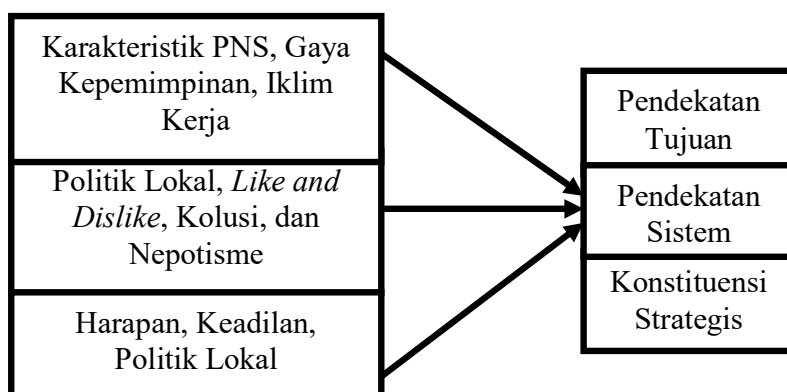 Karakteristik PNS, Gaya
Kepemimpinan, Iklim
Kerja
Politik Lokal, Like and
Dislike, Kolusi, dan
Nepotisme
Harapan, Keadilan,
Politik Lokal
Pendekatan
Tujuan
Pendekatan
Sistem
Konstituensi
Strategis